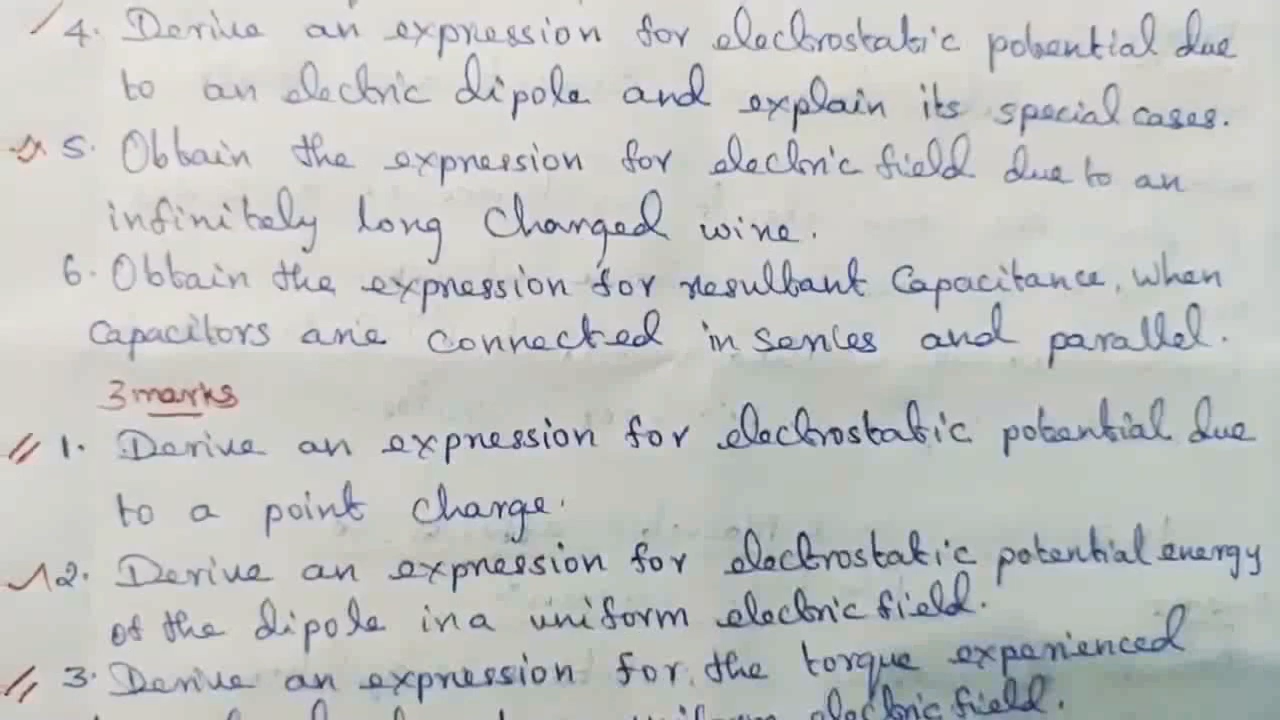 4. Derive an expression for electrostatic potential due
to an electric dipole and explain its special cases.
5. Obtain the expression for electric field due to an
infinitely long charged wire.
6. Obtain the expression for resultant Capacitance, when
capacitors are connected in series and parallel.
3 marks
1. Derive an expression for electrostatic potential due
to a point charge.
2. Derive an expression for electrostatic potential energy
of the dipole in a uniform electric field.
3. Derive an expression for the torque experienced
electric field.